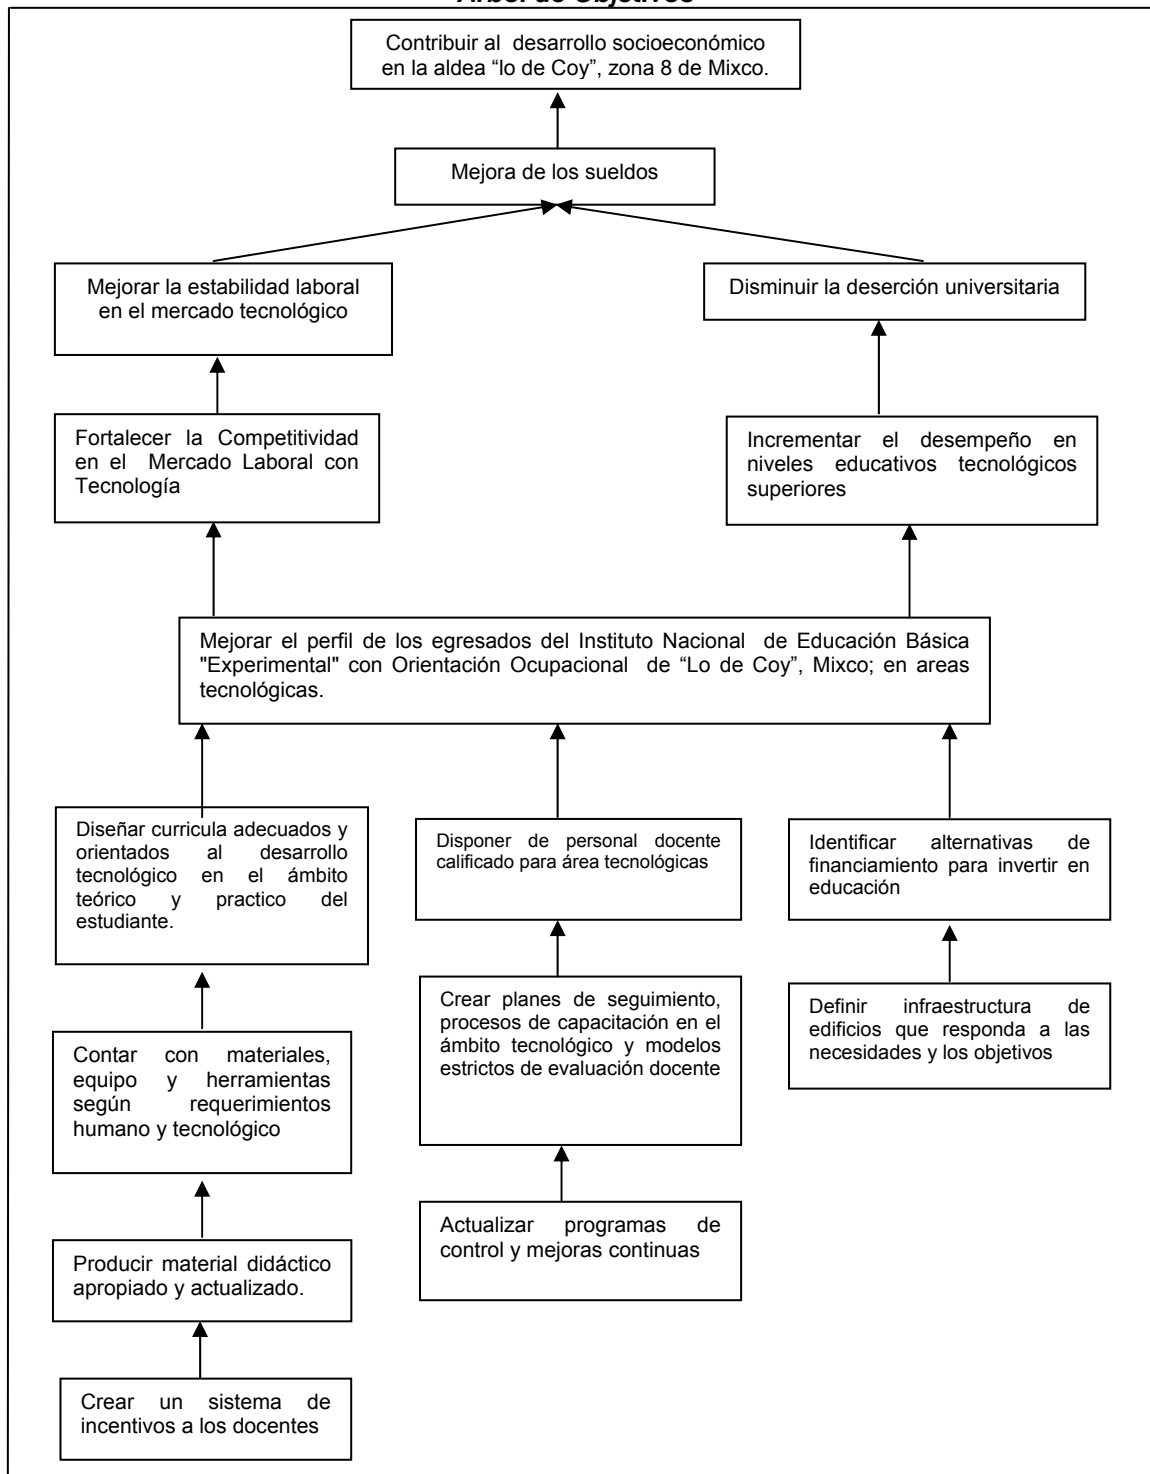 Árbol de Objetivos
Contribuir al desarrollo socioeconómico
en la aldea “lo de Coy”, zona 8 de Mixco.
Mejora de los sueldos
Mejorar la estabilidad laboral
en el mercado tecnológico
Disminuir la deserción universitaria
Fortalecer la Competitividad
en el Mercado Laboral con
Tecnología
Incrementar el desempeño en
niveles educativos tecnológicos
superiores
Mejorar el perfil de los egresados del Instituto Nacional de Educación Básica
"Experimental" con Orientación Ocupacional de “Lo de Coy”, Mixco; en areas
tecnológicas.
Diseñar curricula adecuados y
orientados al desarrollo
tecnológico en el ámbito
teórico y practico del
estudiante.
Disponer de personal docente
calificado para área tecnológicas
Identificar alternativas de
financiamiento para invertir en
educación
Contar con materiales,
equipo y herramientas
según requerimientos
humano y tecnológico
Crear planes de seguimiento,
procesos de capacitación en el
ámbito tecnológico y modelos
estrictos de evaluación docente
Definir infraestructura de
edificios que responda a las
necesidades y los objetivos
Producir material didáctico
apropiado y actualizado.
Actualizar programas de
control y mejoras continuas
Crear un sistema de
incentivos a los docentes